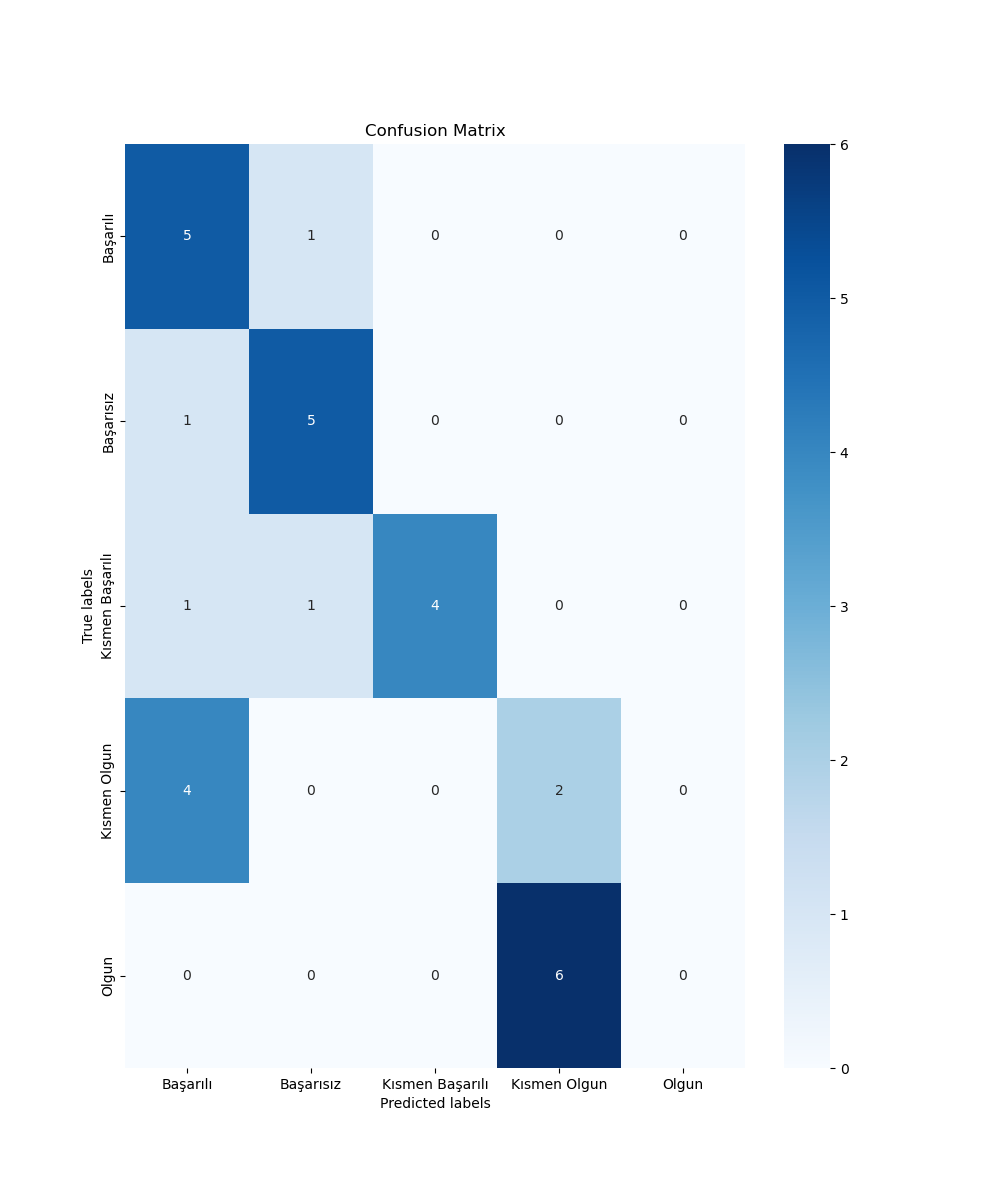 Confusion Matrix
Başarılı
5 1 0 0 0
Başarısız
1 5 0 0 0
Kısmen Başarılı
1 1 4 0 0
Kısmen Olgun
4 0 0 2 0
Olgun
0 0 0 6 0
True labels
Başarılı Başarısız Kısmen Başarılı Kısmen Olgun Olgun
Predicted labels
6
5
4
3
2
1
0